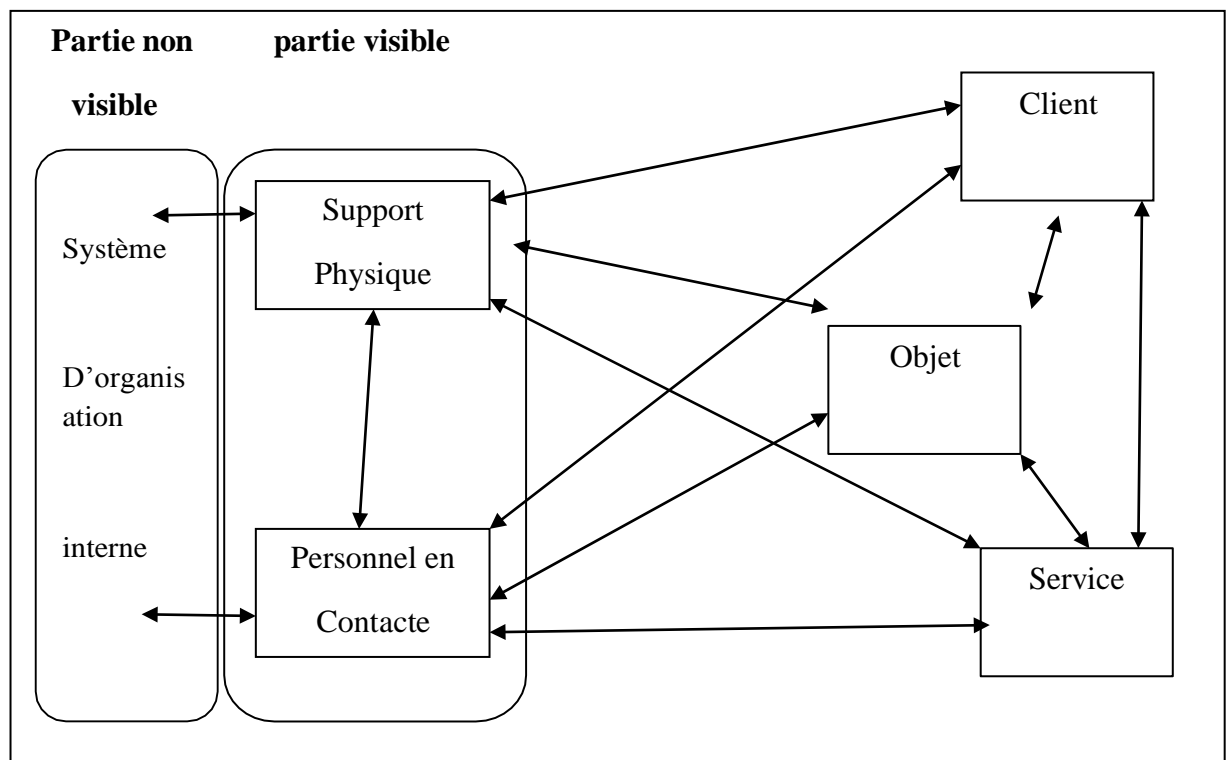 Partie non
visible
partie visible
Client
Support
Physique
Système
D’organis
ation
interne
Objet
Personnel en
Contacte
Service